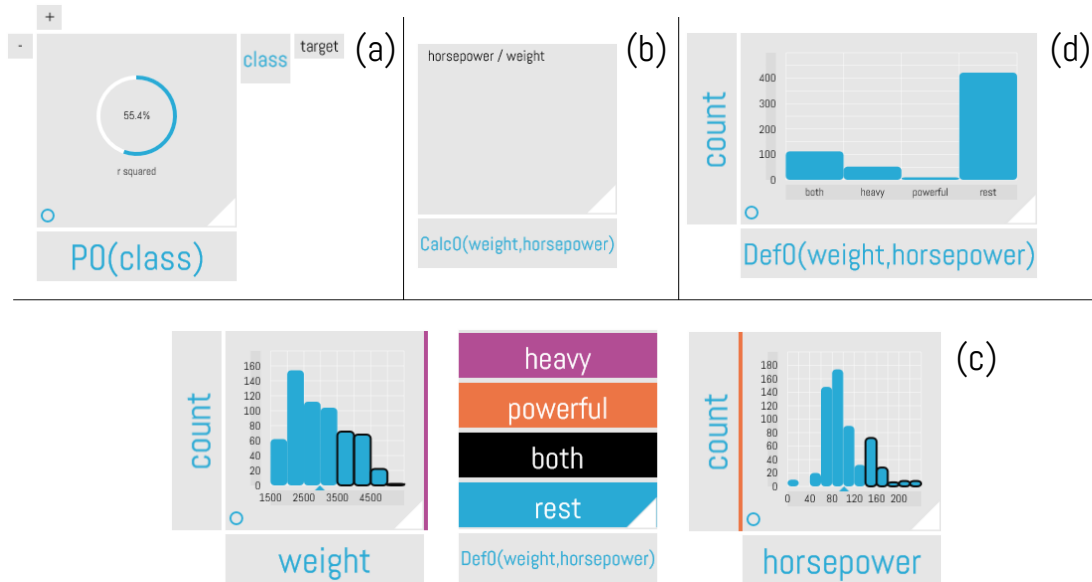 +
-
class
target
(a)
55.4%
r squared
P0(class)
horsepower / weight
(b)
Calc0(weight,horsepower)
(d)
count
400
300
200
100
0
both heavy powerful rest
Def0(weight,horsepower)
count
160
140
120
100
80
60
40
20
0
1500 2500 3500 4500
weight
heavy
powerful
both
rest
Def0(weight,horsepower)
(c)
count
180
160
140
120
100
80
60
40
20
0
0 40 80 120 160 200
horsepower